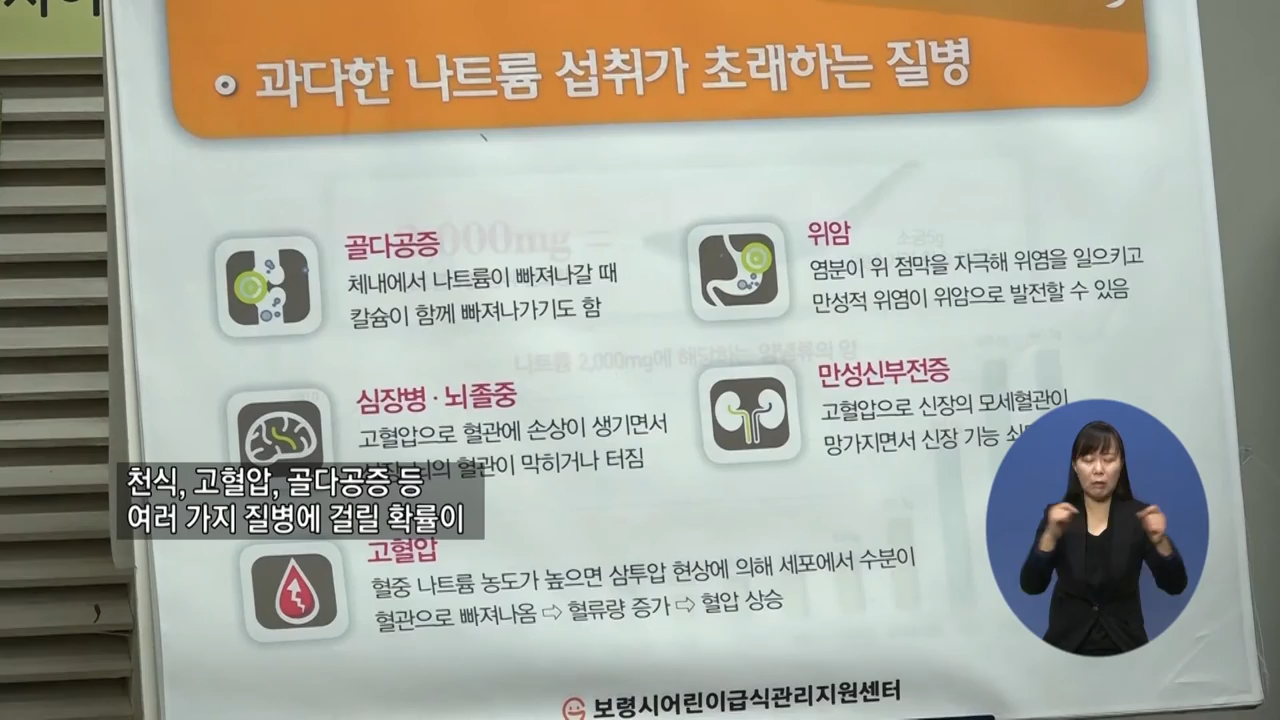 과다한 나트륨 섭취가 초래하는 질병
골다공증
체내에서 나트륨이 빠져나갈 때
칼슘이 함께 빠져나가기도 함
위암
염분이 위 점막을 자극해 위염을 일으키고
만성적 위염이 위암으로 발전할 수 있음
심장병·뇌졸중
고혈압으로 혈관에 손상이 생기면서
혈관이 막히거나 터짐
만성신부전증
고혈압으로 신장의 모세혈관이
망가지면서 신장 기능
천식, 고혈압, 골다공증 등
여러 가지 질병에 걸릴 확률이
고혈압
혈중 나트륨 농도가 높으면 삼투압 현상에 의해 세포에서 수분이
혈관으로 빠져나옴 ⇨ 혈류량 증가 ⇨ 혈압 상승
보령시어린이급식관리지원센터